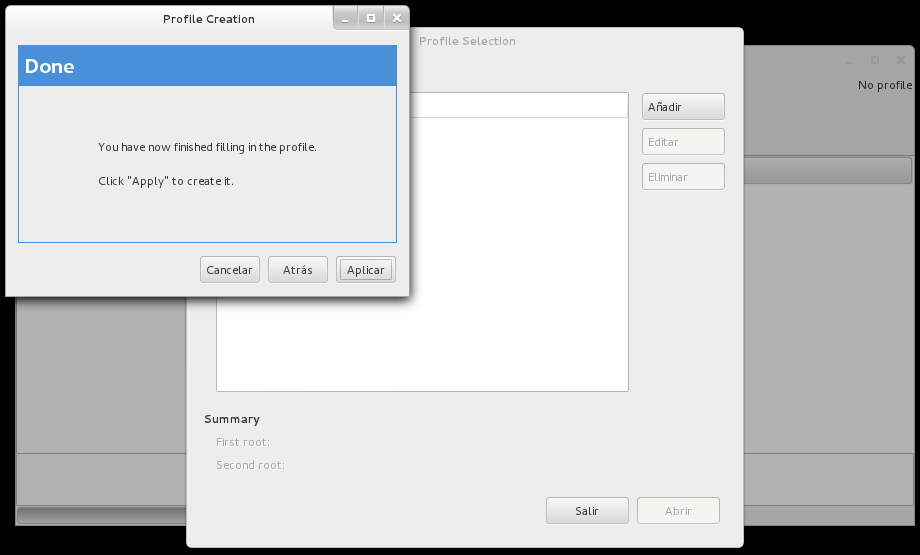 Profile Creation
Done
You have now finished filling in the profile.
Click "Apply" to create it.
Cancelar
Atrás
Aplicar
Profile Selection
Añadir
Editar
Eliminar
Summary
First root:
Second root:
Salir
Abrir
No profile